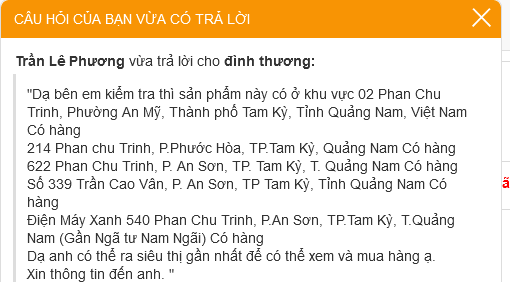 CÂU HỎI CỦA BẠN VỪA CÓ TRẢ LỜI
Trần Lê Phương vừa trả lời cho đình thương:
"Dạ bên em kiểm tra thì sản phẩm này có ở khu vực 02 Phan Chu
Trinh, Phường An Mỹ, Thành phố Tam Kỳ, Tỉnh Quảng Nam, Việt Nam
Có hàng
214 Phan chu Trinh, P.Phước Hòa, TP.Tam Kỳ, Quảng Nam Có hàng
622 Phan Chu Trinh, P. An Sơn, TP. Tam Kỳ, T. Quảng Nam Có hàng
Số 339 Trần Cao Vân, P. An Sơn, TP Tam Kỳ, Tỉnh Quảng Nam Có
hàng
Điện Máy Xanh 540 Phan Chu Trinh, P.An Sơn, TP.Tam Kỳ, T.Quảng
Nam (Gần Ngã tư Nam Ngãi) Có hàng
Dạ anh có thể ra siêu thị gần nhất để có thể xem và mua hàng ạ.
Xin thông tin đến anh. "